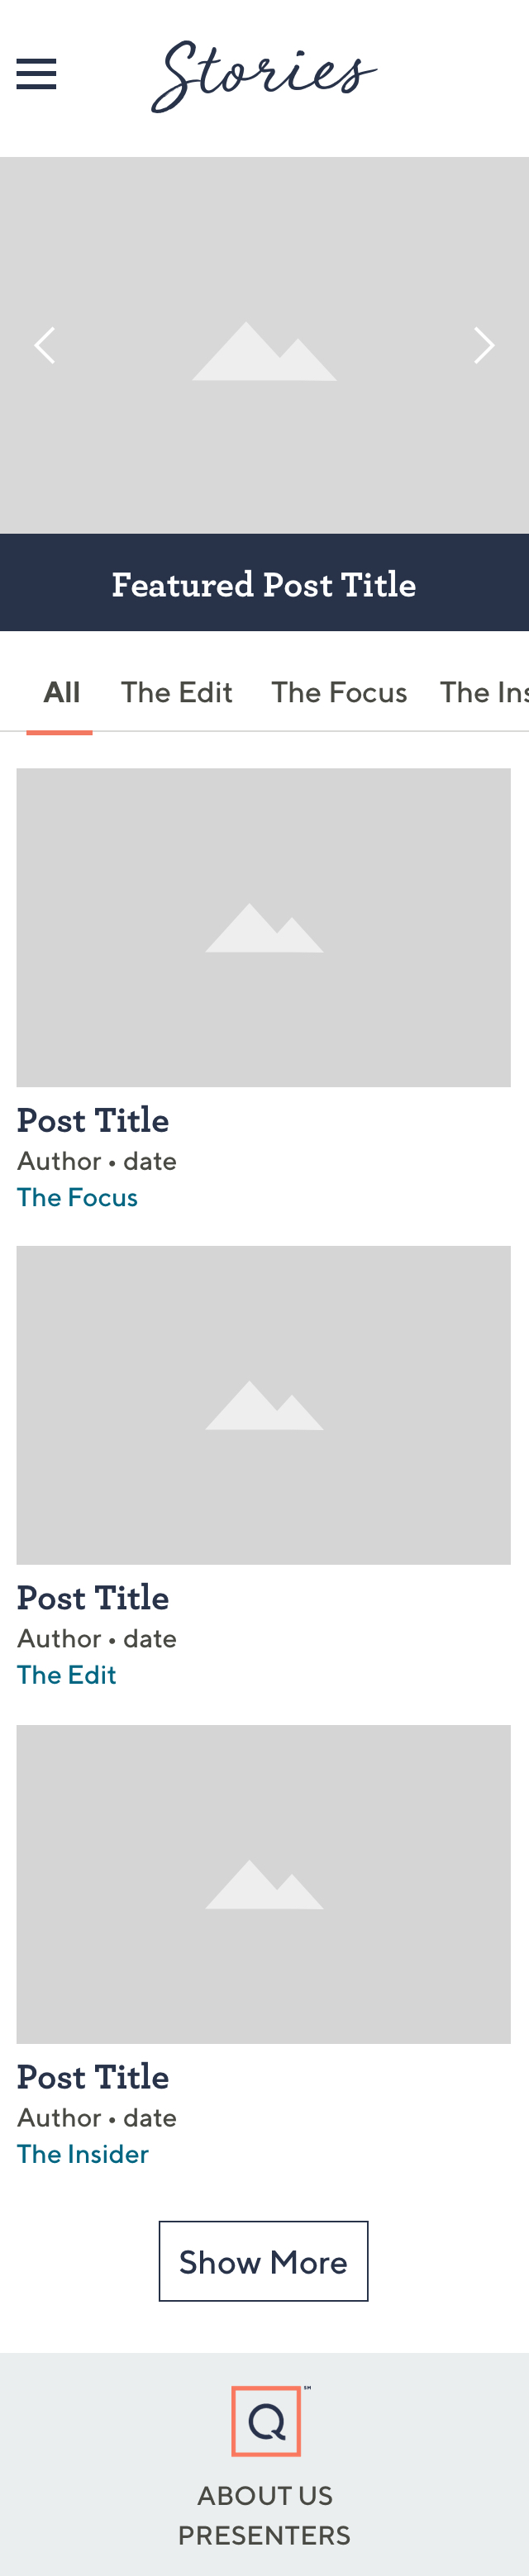 Stories
Featured Post Title
All The Edit The Focus The Ins
Post Title
Author • date
The Focus
Post Title
Author • date
The Edit
Post Title
Author • date
The Insider
Show More
Q℠
ABOUT US
PRESENTERS